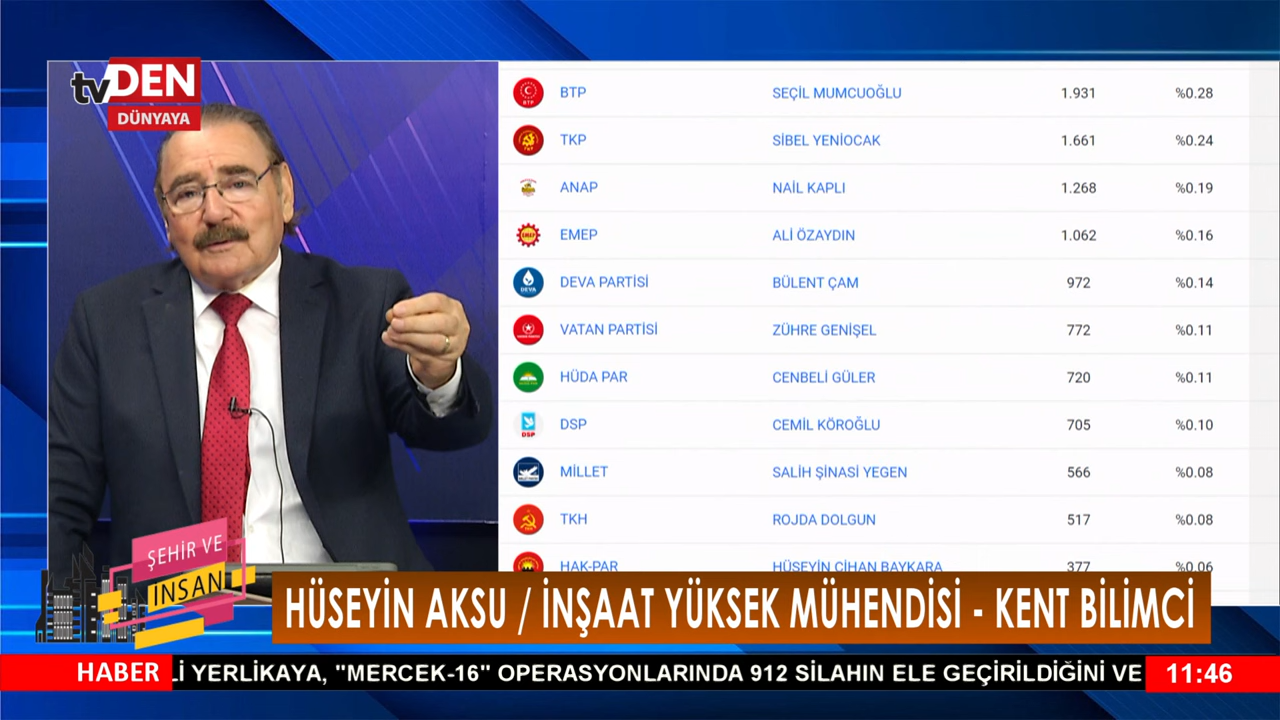 tvDEN
DÜNYAYA
BTP SEÇİL MUMCUOĞLU 1.931 %0.28
TKP SİBEL YENİOCAK 1.661 %0.24
ANAP NAİL KAPLI 1.268 %0.19
EMEP ALİ ÖZAYDIN 1.062 %0.16
DEVA PARTİSİ BÜLENT ÇAM 972 %0.14
VATAN PARTİSİ ZÜHRE GENİŞEL 772 %0.11
HÜDA PAR CENBELİ GÜLER 720 %0.11
DSP CEMİL KÖROĞLU 705 %0.10
MİLLET SALİH ŞİNASİ YEGEN 566 %0.08
TKH ROJDA DOLGUN 517 %0.08
HAK-PAR HÜSEYİN CİHAN BAYKARA 377 %0.06
ŞEHİR VE
İNSAN
HÜSEYİN AKSU / İNŞAAT YÜKSEK MÜHENDİSİ - KENT BİLİMCİ
HABER Lİ YERLİKAYA, "MERCEK-16" OPERASYONLARINDA 912 SİLAHIN ELE GEÇİRİLDİĞİNİ VE 11:46